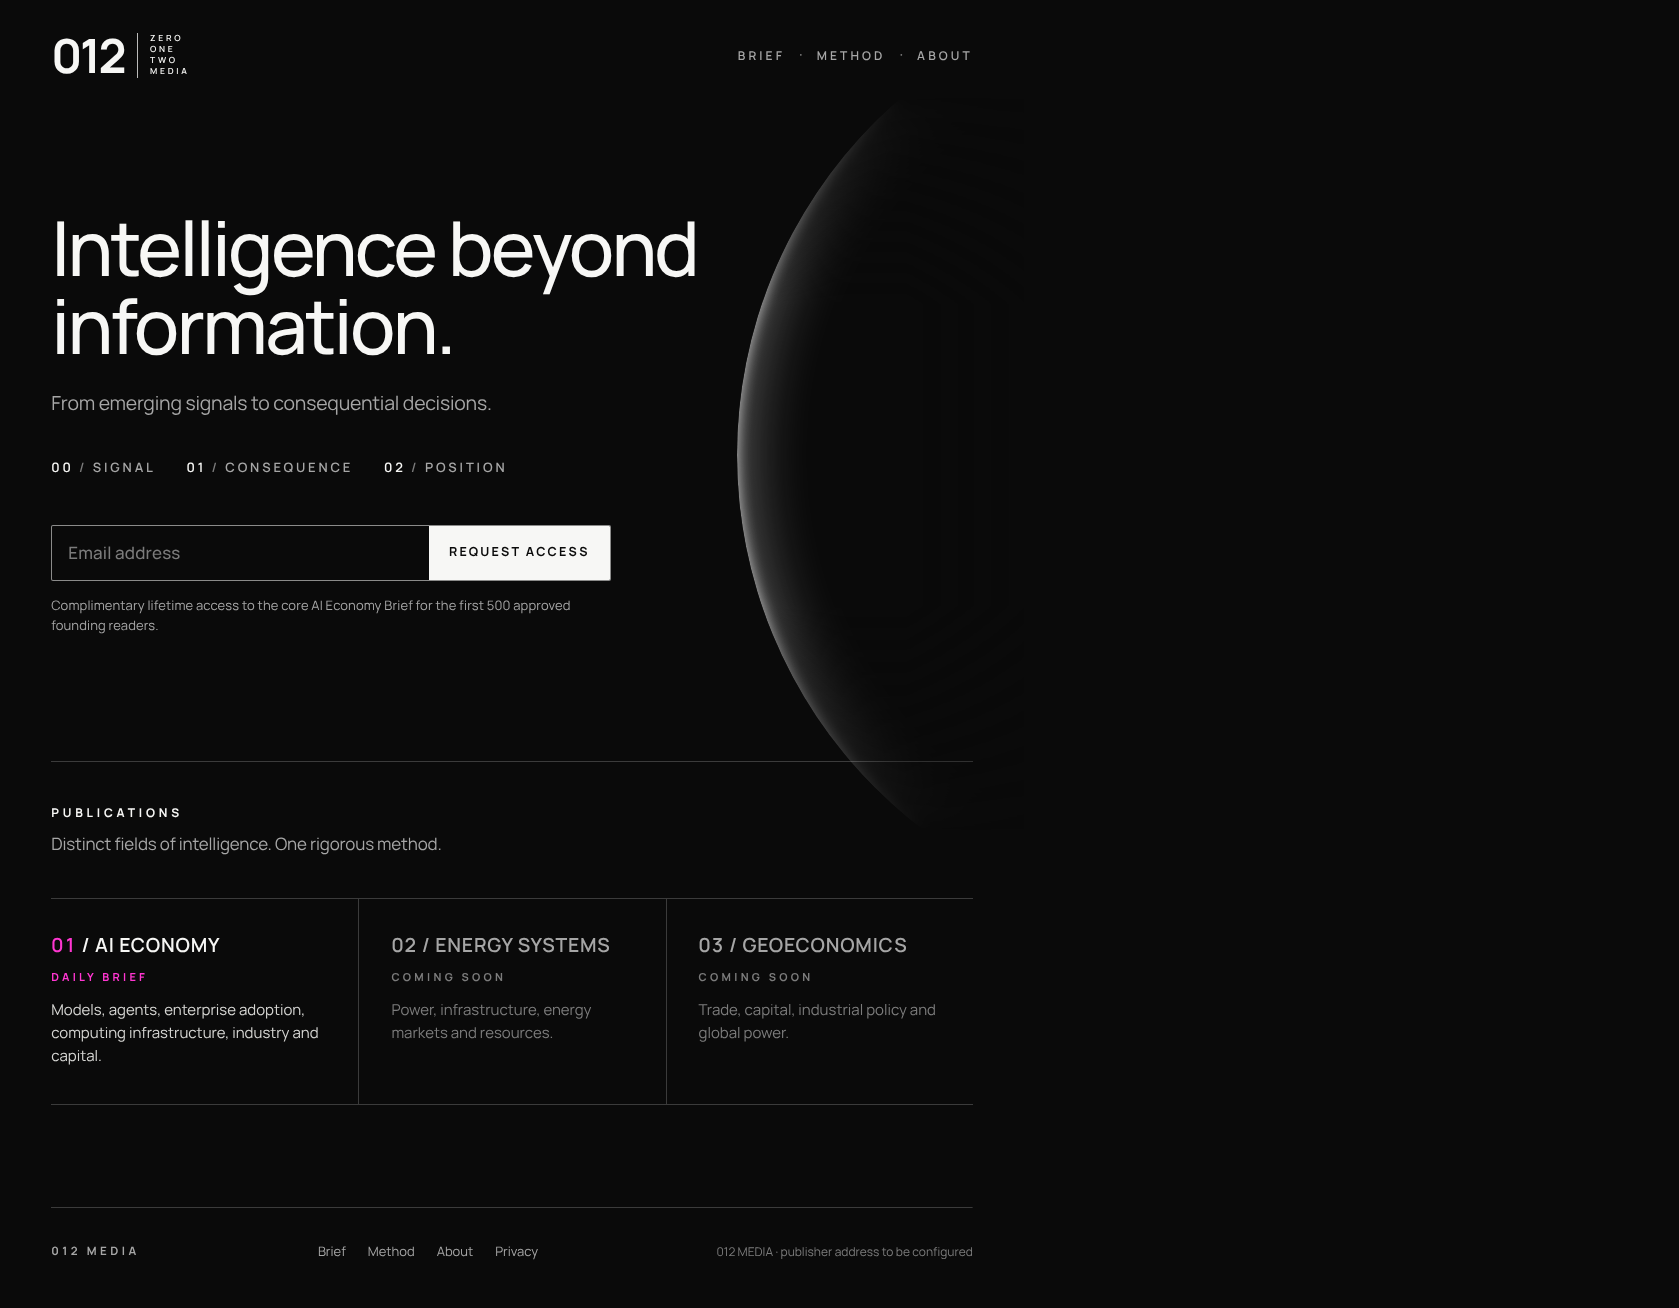 012
ZERO
ONE
TWO
MEDIA
BRIEF · METHOD · ABOUT
Intelligence beyond
information.
From emerging signals to consequential decisions.
00 / SIGNAL 01 / CONSEQUENCE 02 / POSITION
Email address
REQUEST ACCESS
Complimentary lifetime access to the core AI Economy Brief for the first 500 approved
founding readers.
PUBLICATIONS
Distinct fields of intelligence. One rigorous method.
01 / AI ECONOMY
DAILY BRIEF
Models, agents, enterprise adoption,
computing infrastructure, industry and
capital.
02 / ENERGY SYSTEMS
COMING SOON
Power, infrastructure, energy
markets and resources.
03 / GEOECONOMICS
COMING SOON
Trade, capital, industrial policy and
global power.
012 MEDIA
Brief Method About Privacy
012 MEDIA · publisher address to be configured